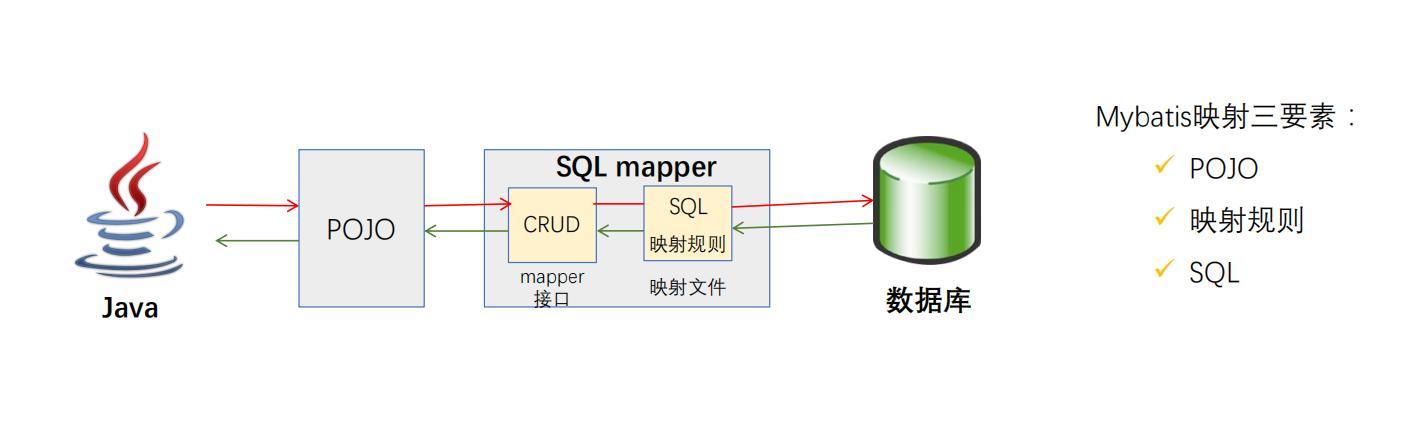 Java
POJO
SQL mapper
CRUD
mapper
接口
SQL
映射规则
映射文件
数据库
Mybatis映射三要素：
POJO
映射规则
SQL